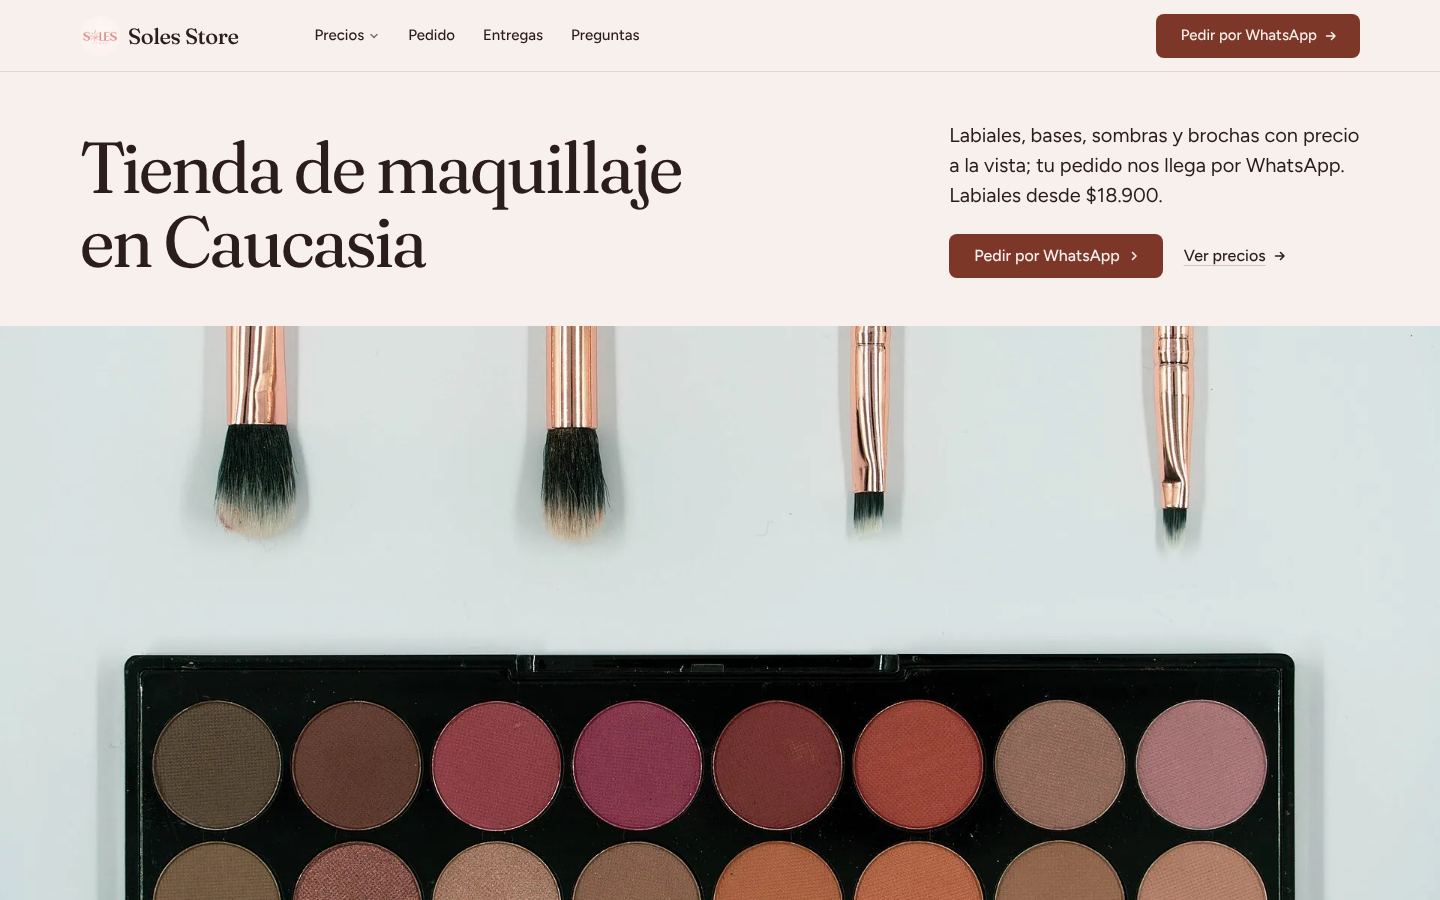 SOLES
Soles Store
Precios
Pedido
Entregas
Preguntas
Pedir por WhatsApp
Tienda de maquillaje
en Caucasia
Labiales, bases, sombras y brochas con precio
a la vista; tu pedido nos llega por WhatsApp.
Labiales desde $18.900.
Pedir por WhatsApp
Ver precios